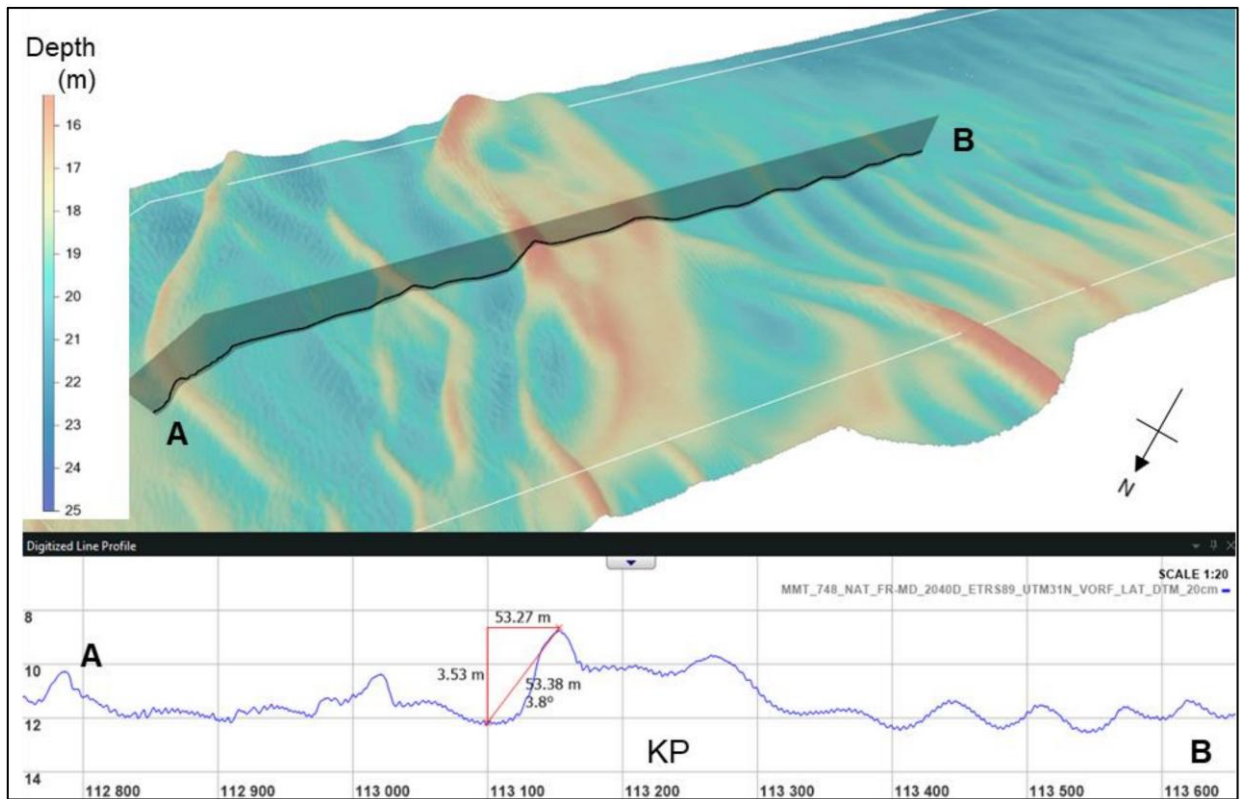 Depth
(m)
16
17
18
19
20
21
22
23
24
25
A
B
N
Digitized Line Profile
SCALE 1:20
MMT_748_NAT_FR-MD_2040D_ETRS89_UTM31N_VORF_LAT_DTM_20cm
8
10
12
14
A
53.27 m
3.53 m
53.38 m
3.8º
KP
B
112 800
112 900
113 000
113 100
113 200
113 300
113 400
113 500
113 600